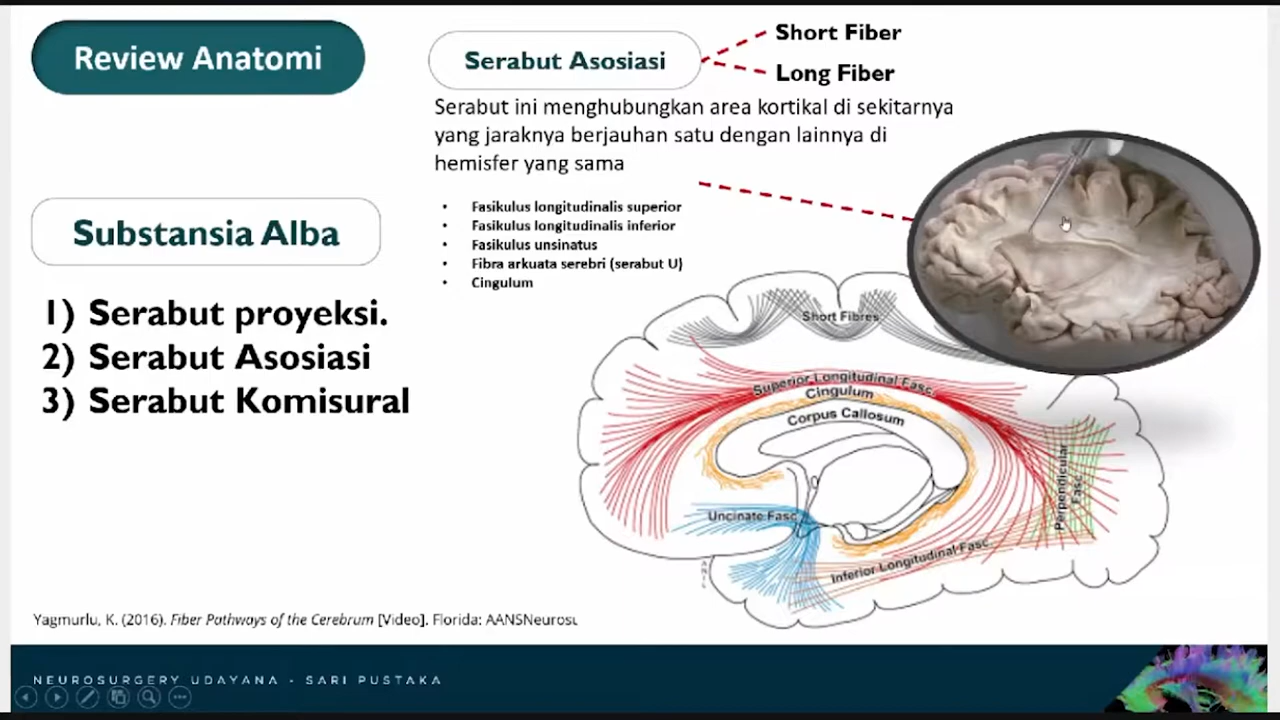 Review Anatomi
Serabut Asosiasi
Short Fiber
Long Fiber
Serabut ini menghubungkan area kortikal di sekitarnya
yang jaraknya berjauhan satu dengan lainnya di
hemisfer yang sama
• Fasikulus longitudinalis superior
• Fasikulus longitudinalis inferior
• Fasikulus unsinatus
• Fibra arkuata serebri (serabut U)
• Cingulum
Substansia Alba
1) Serabut proyeksi.
2) Serabut Asosiasi
3) Serabut Komisural
Short Fibres
Superior Longitudinal Fasc.
Cingulum
Corpus Callosum
Perpendicular
Fasc.
Uncinate Fasc.
Inferior Longitudinal Fasc.
Yagmurlu, K. (2016). Fiber Pathways of the Cerebrum [Video]. Florida: AANSNeurosu
NEUROSURGERY UDAYANA - SARI PUSTAKA